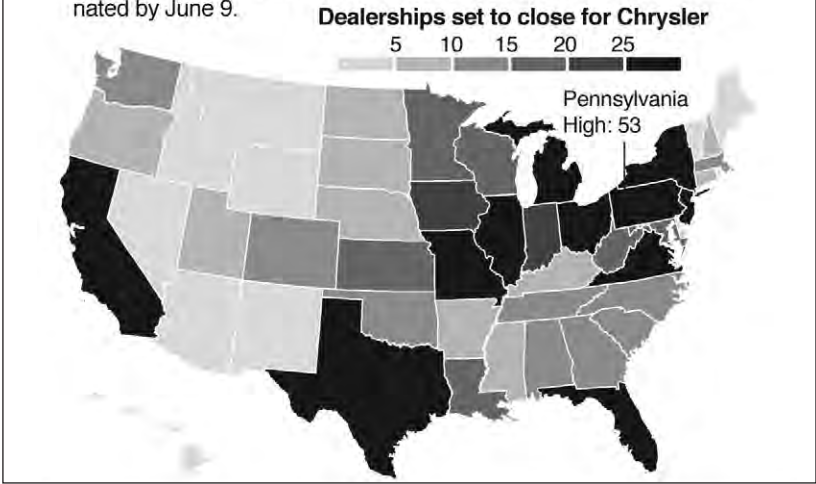 nated by June 9.
Dealerships set to close for Chrysler
5 10 15 20 25
Pennsylvania
High: 53